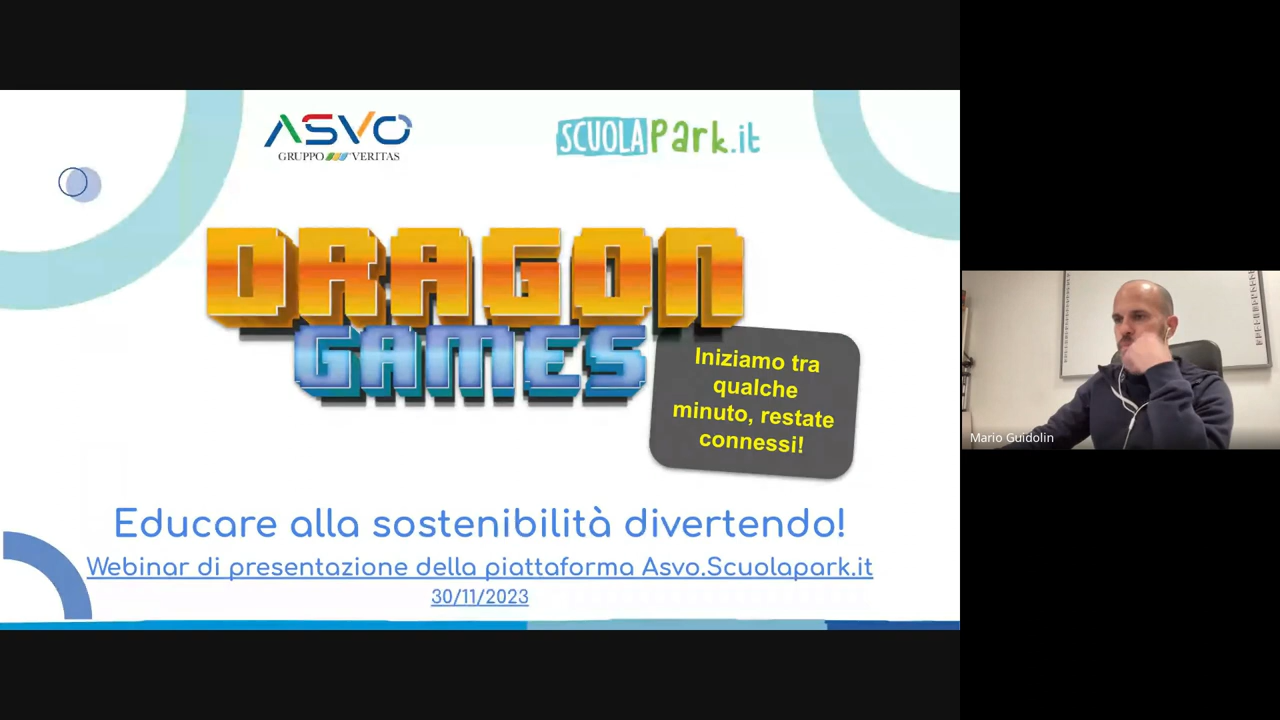 ASVO
GRUPPO VERITAS
SCUOLAPark.it
DRAGON
GAMES
Iniziamo tra
qualche
minuto, restate
connessi!
Educare alla sostenibilità divertendo!
Webinar di presentazione della piattaforma Asvo.Scuolapark.it
30/11/2023
Mario Guidolin